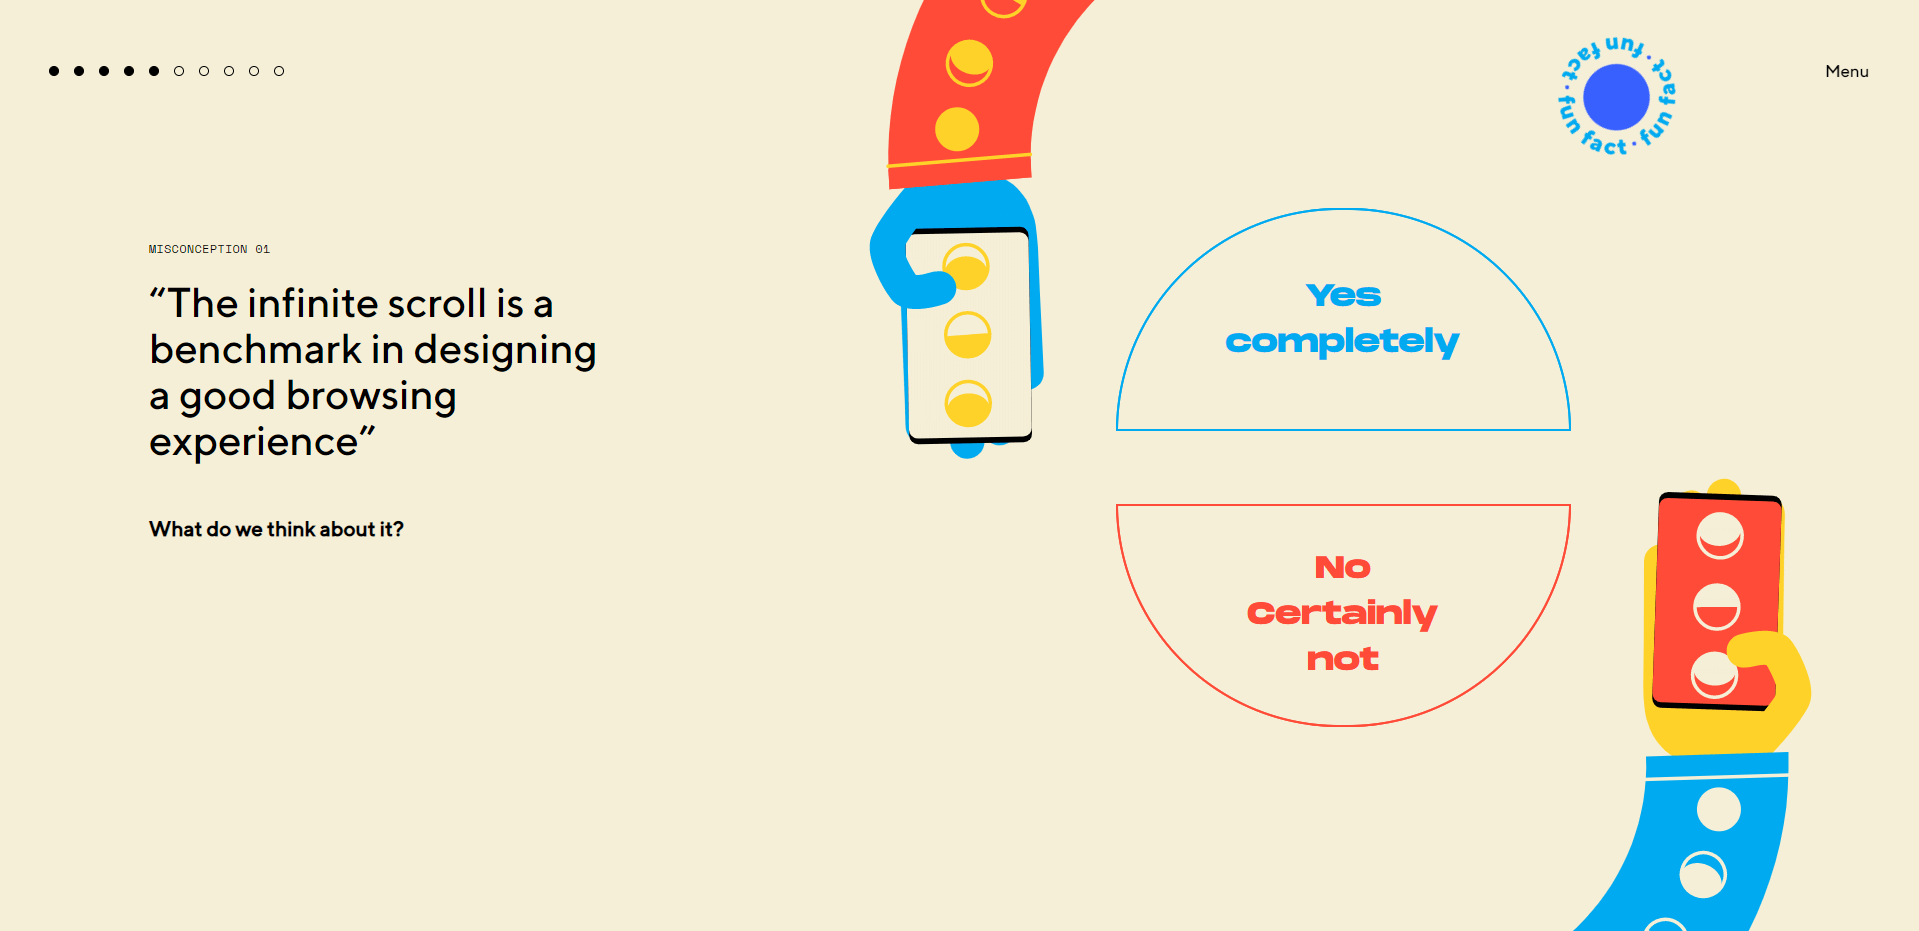 fun fact · fun fact · fun fact ·
Menu
MISCONCEPTION 01
“The infinite scroll is a
benchmark in designing
a good browsing
experience”
What do we think about it?
Yes
completely
No
Certainly
not